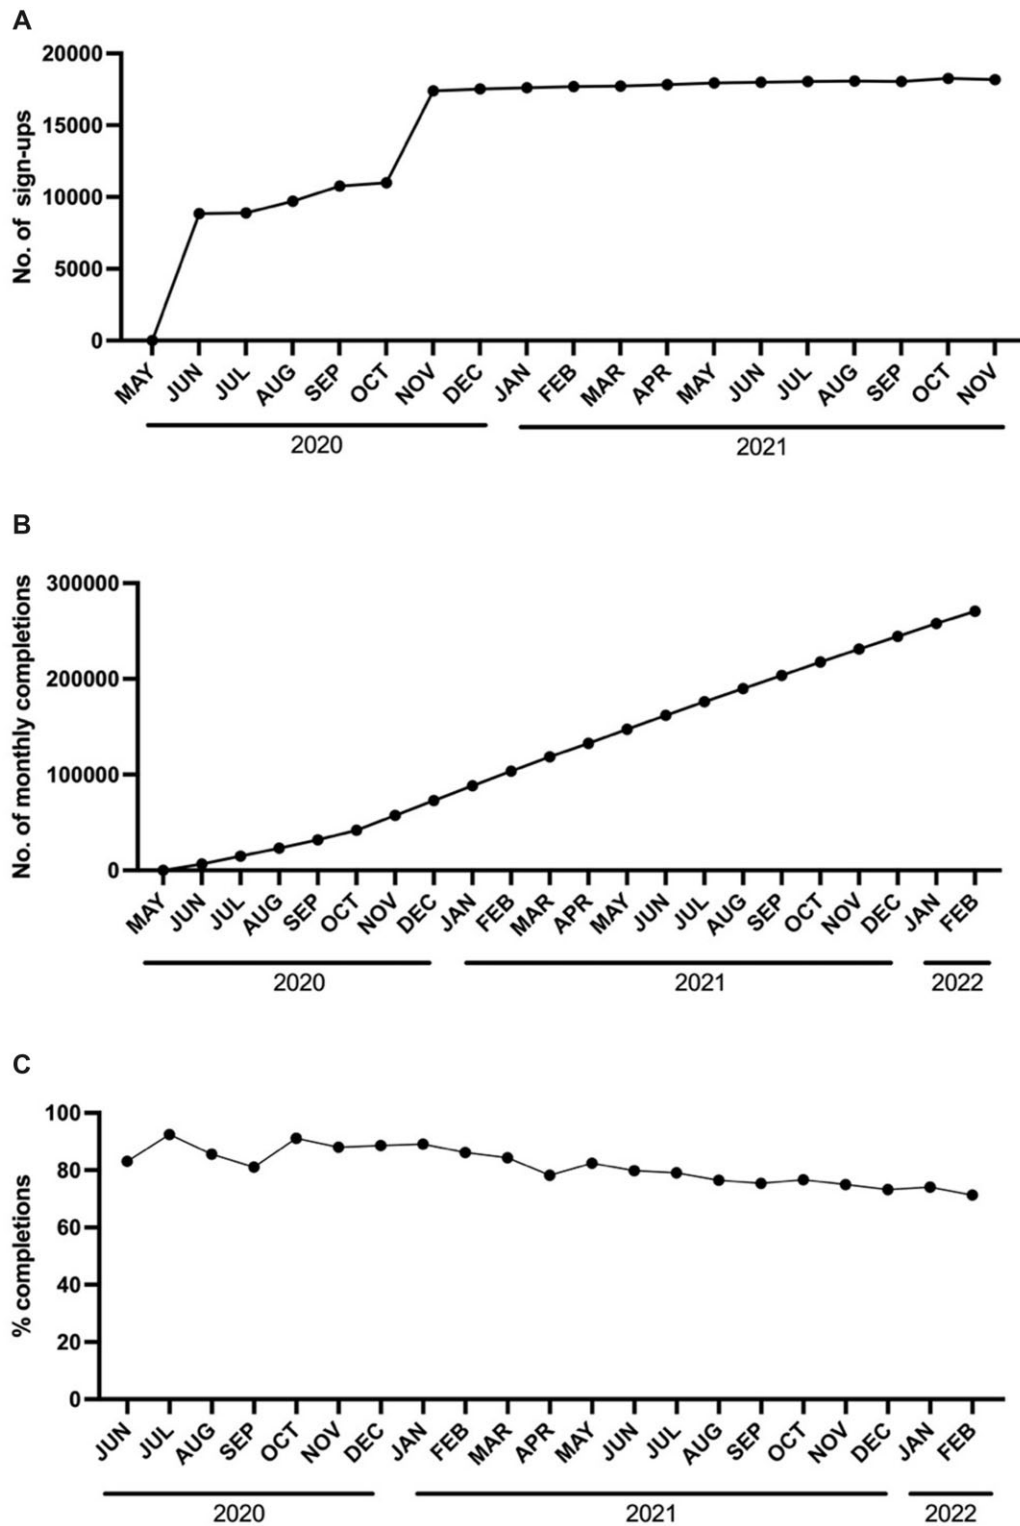 A
No. of sign-ups
20000
15000
10000
5000
0
MAY JUN JUL AUG SEP OCT NOV DEC JAN FEB MAR APR MAY JUN JUL AUG SEP OCT NOV
2020 2021
B
No. of monthly completions
300000
200000
100000
0
MAY JUN JUL AUG SEP OCT NOV DEC JAN FEB MAR APR MAY JUN JUL AUG SEP OCT NOV DEC JAN FEB
2020 2021 2022
C
% completions
100
80
60
40
20
0
JUN JUL AUG SEP OCT NOV DEC JAN FEB MAR APR MAY JUN JUL AUG SEP OCT NOV DEC JAN FEB
2020 2021 2022